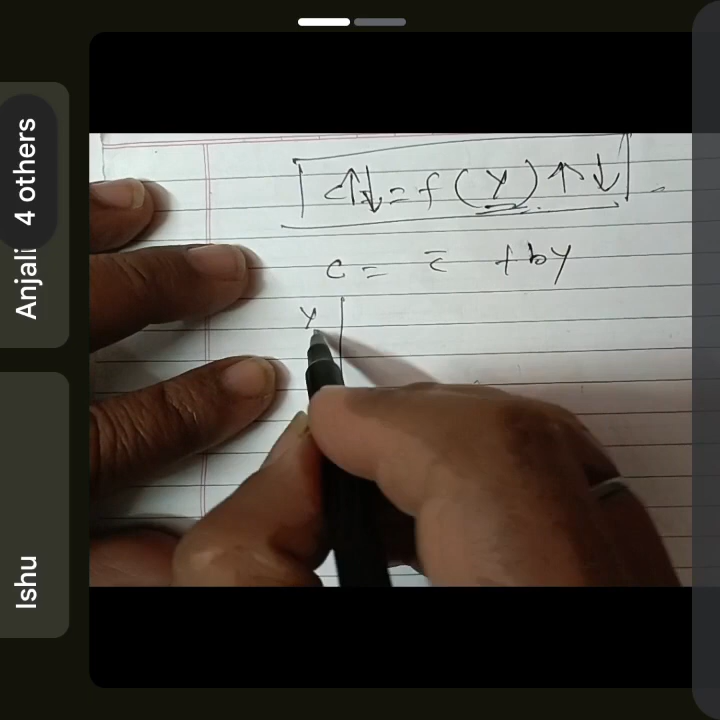 C↑↓ = f (Y) ↑↓
C = c̅ + bY
Y
Anjali 4 others
Ishu